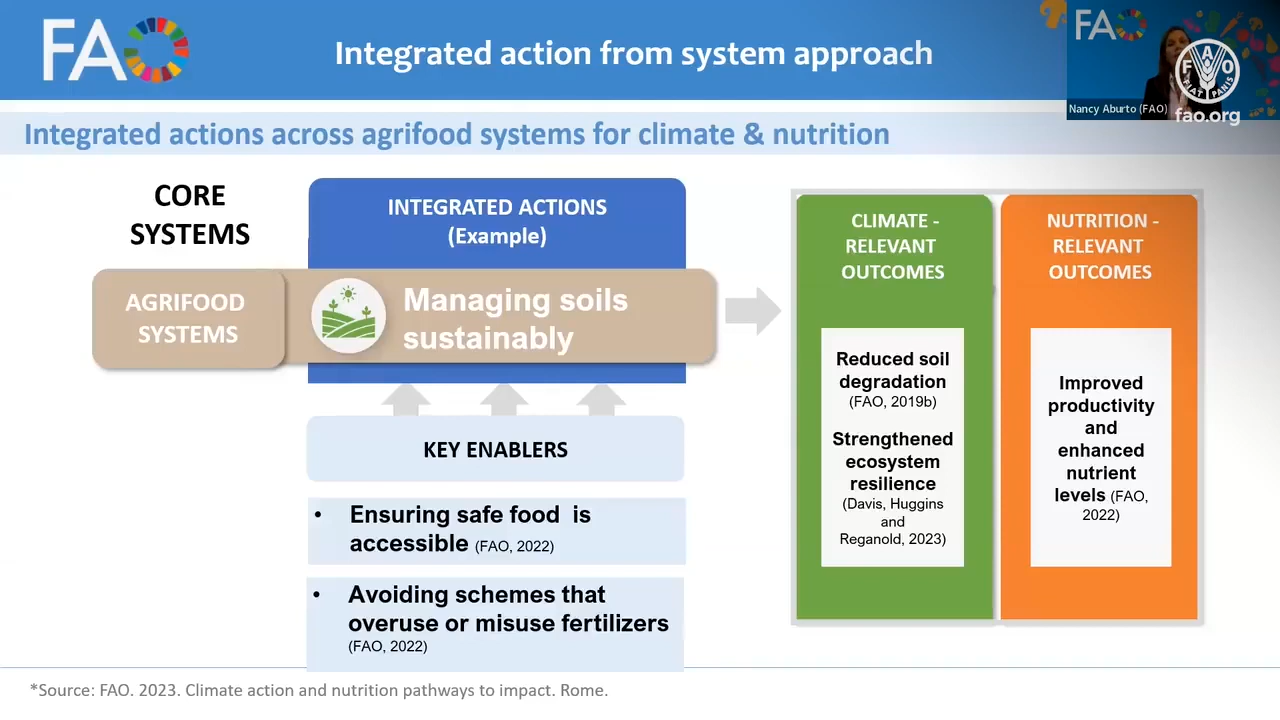 FAO
Integrated action from system approach
FAO
FAO
FIAT PANIS
Nancy Aburto (FAO)
fao.org
Integrated actions across agrifood systems for climate & nutrition
CORE
SYSTEMS
AGRIFOOD
SYSTEMS
INTEGRATED ACTIONS
(Example)
Managing soils
sustainably
KEY ENABLERS
• Ensuring safe food is
accessible (FAO, 2022)
• Avoiding schemes that
overuse or misuse fertilizers
(FAO, 2022)
CLIMATE -
RELEVANT
OUTCOMES
Reduced soil
degradation
(FAO, 2019b)
Strengthened
ecosystem
resilience
(Davis, Huggins
and
Reganold, 2023)
NUTRITION -
RELEVANT
OUTCOMES
Improved
productivity
and
enhanced
nutrient
levels (FAO,
2022)
*Source: FAO. 2023. Climate action and nutrition pathways to impact. Rome.